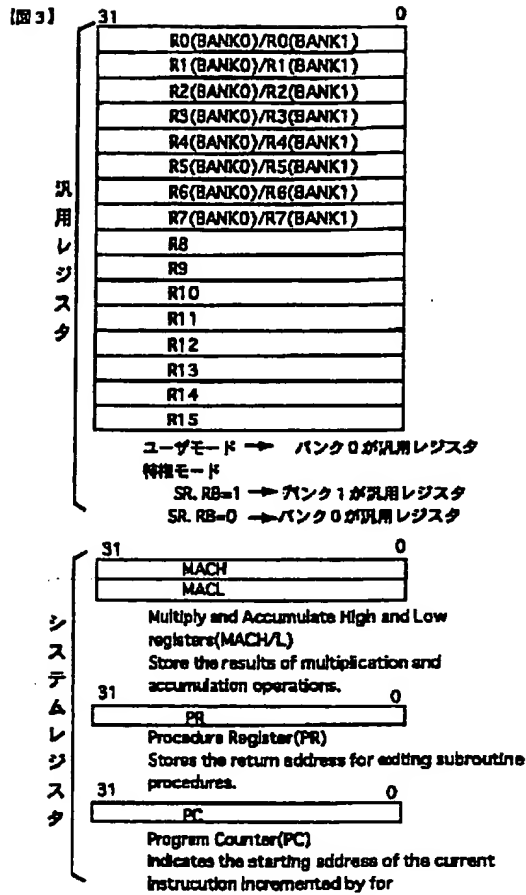 【図3】
31 0
R0(BANK0)/R0(BANK1)
R1(BANK0)/R1(BANK1)
R2(BANK0)/R2(BANK1)
R3(BANK0)/R3(BANK1)
R4(BANK0)/R4(BANK1)
R5(BANK0)/R5(BANK1)
R6(BANK0)/R6(BANK1)
R7(BANK0)/R7(BANK1)
R8
R9
R10
R11
R12
R13
R14
R15
汎用レジスタ
ユーザモード → バンク0が汎用レジスタ
特権モード
SR. RB=1 → バンク1が汎用レジスタ
SR. RB=0 → バンク0が汎用レジスタ
システムレジスタ
31 0
MACH
MACL
Multiply and Accumulate High and Low
registers(MACH/L)
Store the results of multiplication and
accumulation operations.
31 0
PR
Procedure Register(PR)
Stores the return address for exiting subroutine
procedures.
31 0
PC
Program Counter(PC)
Indicates the starting address of the current
instrucution incremented by for